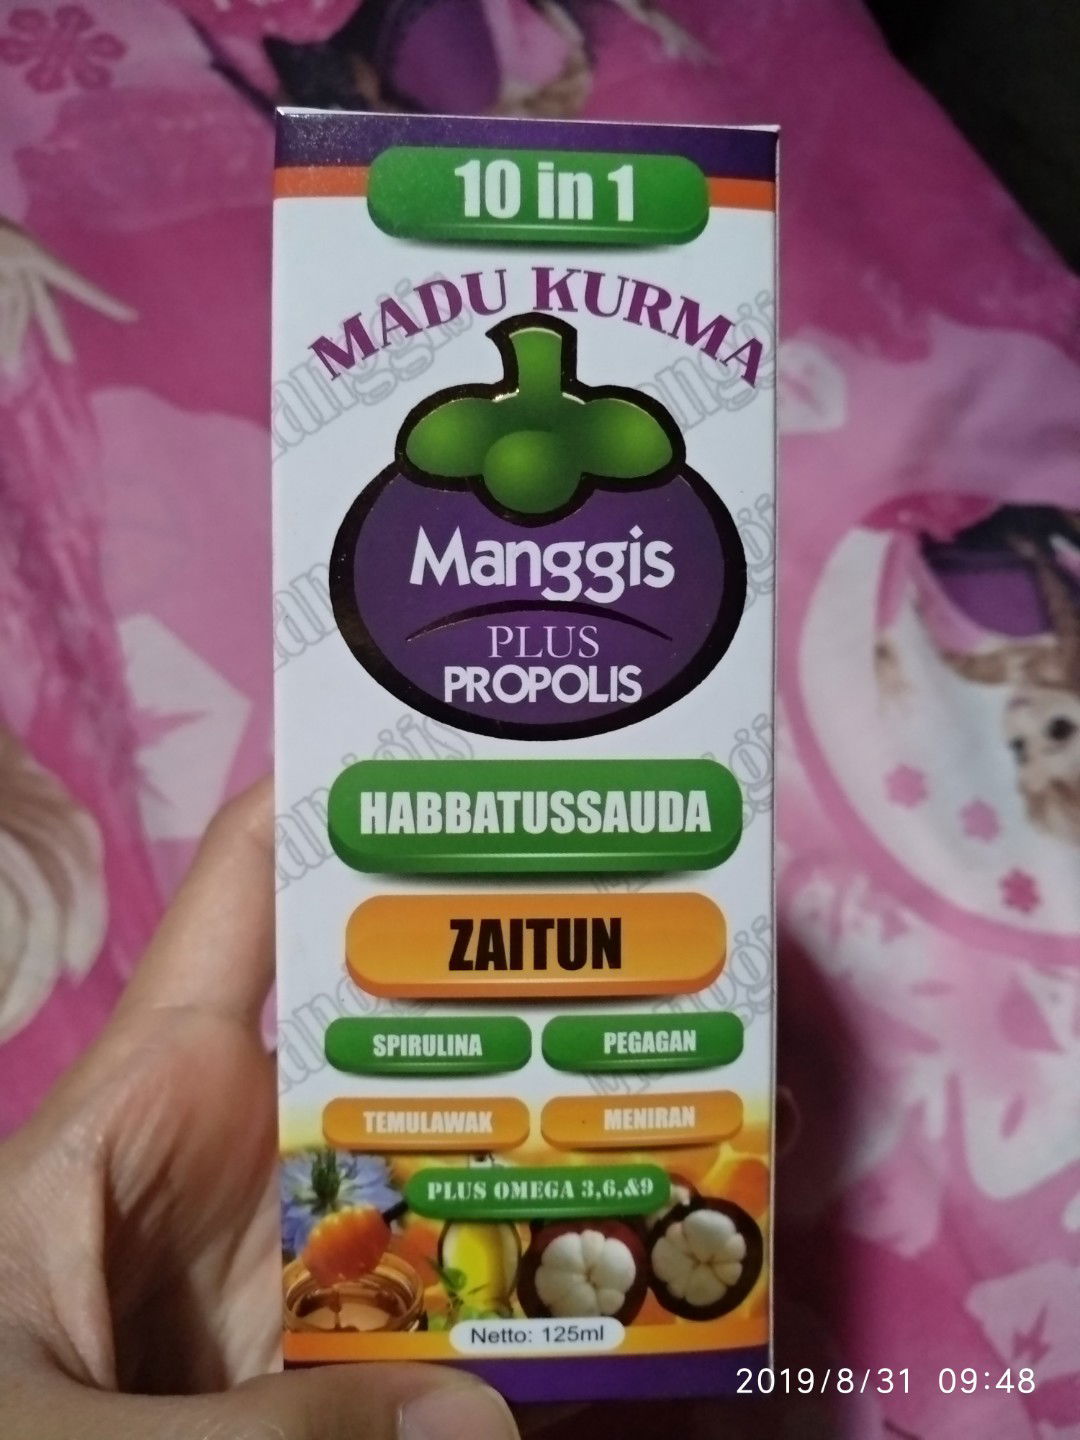 10 in 1
MADU KURMA
Manggis
PLUS
PROPOLIS
HABBATUSSAUDA
ZAITUN
SPIRULINA PEGAGAN
TEMULAWAK MENIRAN
PLUS OMEGA 3,6,&9
Netto: 125ml
2019/8/31 09:48